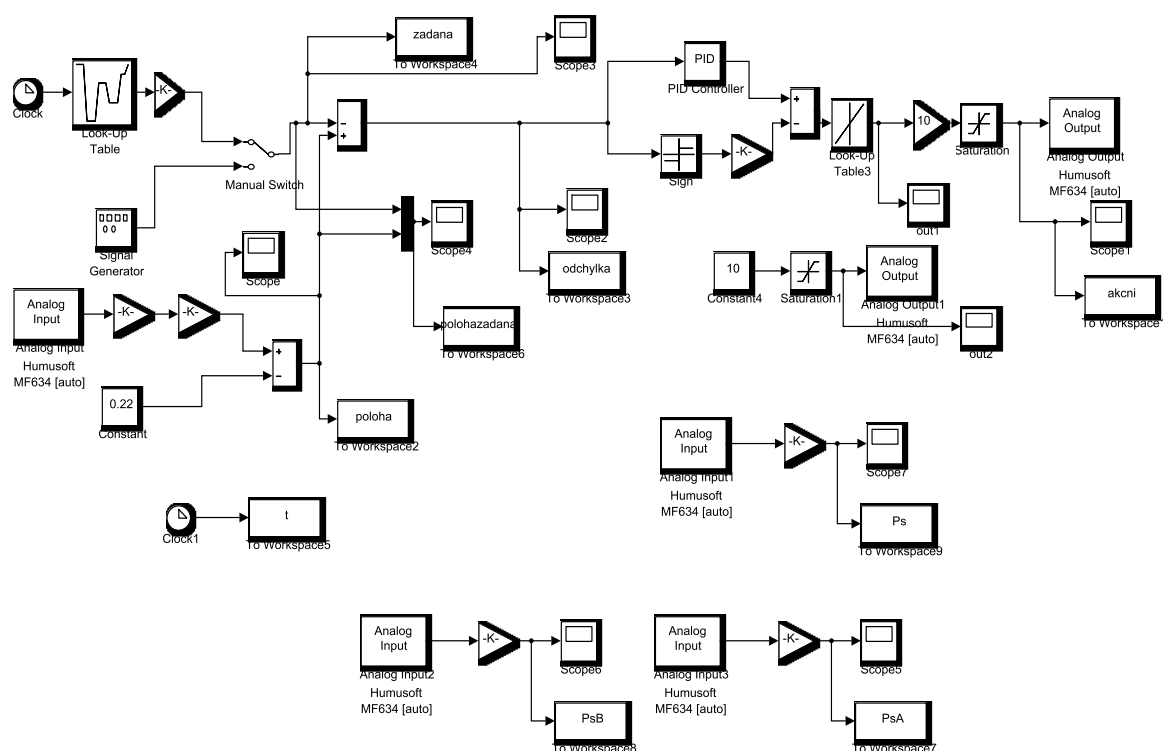 zadana
To Workspace4
Scope3
Clock
Look-Up
Table
-K-
Manual Switch
Signal
Generator
−
+
Scope
Scope4
Scope2
odchylka
To Workspace3
polohazadana
To Workspace6
Analog
Input
Analog Input
Humusoft
MF634 [auto]
-K-
-K-
+
−
0.22
Constant
poloha
To Workspace2
PID
PID Controller
Sign
-K-
+
−
Look-Up
Table3
10
Saturation
Analog
Output
Analog Output
Humusoft
MF634 [auto]
out1
Scope1
akcni
To Workspace
10
Constant4
Saturation1
Analog
Output
Analog Output1
Humusoft
MF634 [auto]
out2
Analog
Input
Analog Input1
Humusoft
MF634 [auto]
-K-
Scope7
Ps
To Workspace9
Clock1
t
To Workspace5
Analog
Input
Analog Input2
Humusoft
MF634 [auto]
-K-
Scope6
PsB
To Workspace8
Analog
Input
Analog Input3
Humusoft
MF634 [auto]
-K-
Scope5
PsA
To Workspace7